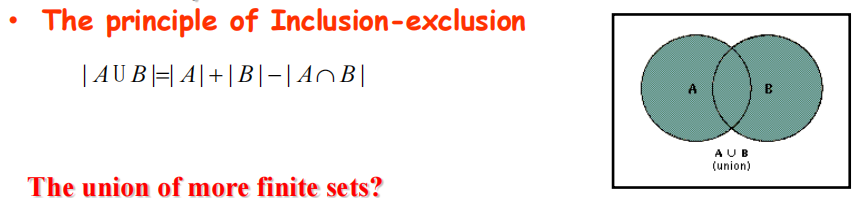 • The principle of Inclusion-exclusion
| A∪B |=| A|+| B|−| A∩B |
A B
A ∪ B
(union)
The union of more finite sets?